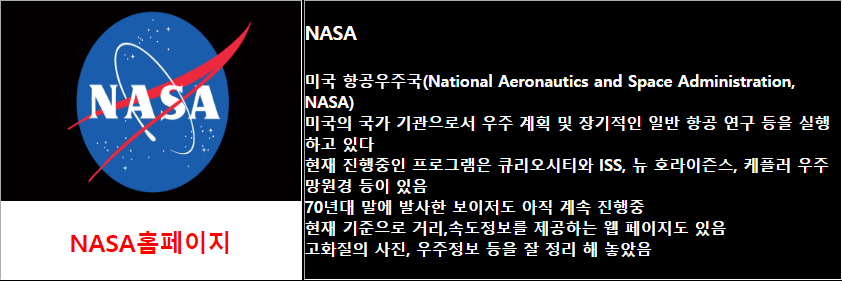 NASA
NASA홈페이지
NASA
미국 항공우주국(National Aeronautics and Space Administration,
NASA)
미국의 국가 기관으로서 우주 계획 및 장기적인 일반 항공 연구 등을 실행
하고 있다
현재 진행중인 프로그램은 큐리오시티와 ISS, 뉴 호라이즌스, 케플러 우주
망원경 등이 있음
70년대 말에 발사한 보이저도 아직 계속 진행중
현재 기준으로 거리,속도정보를 제공하는 웹 페이지도 있음
고화질의 사진, 우주정보 등을 잘 정리 해 놓았음